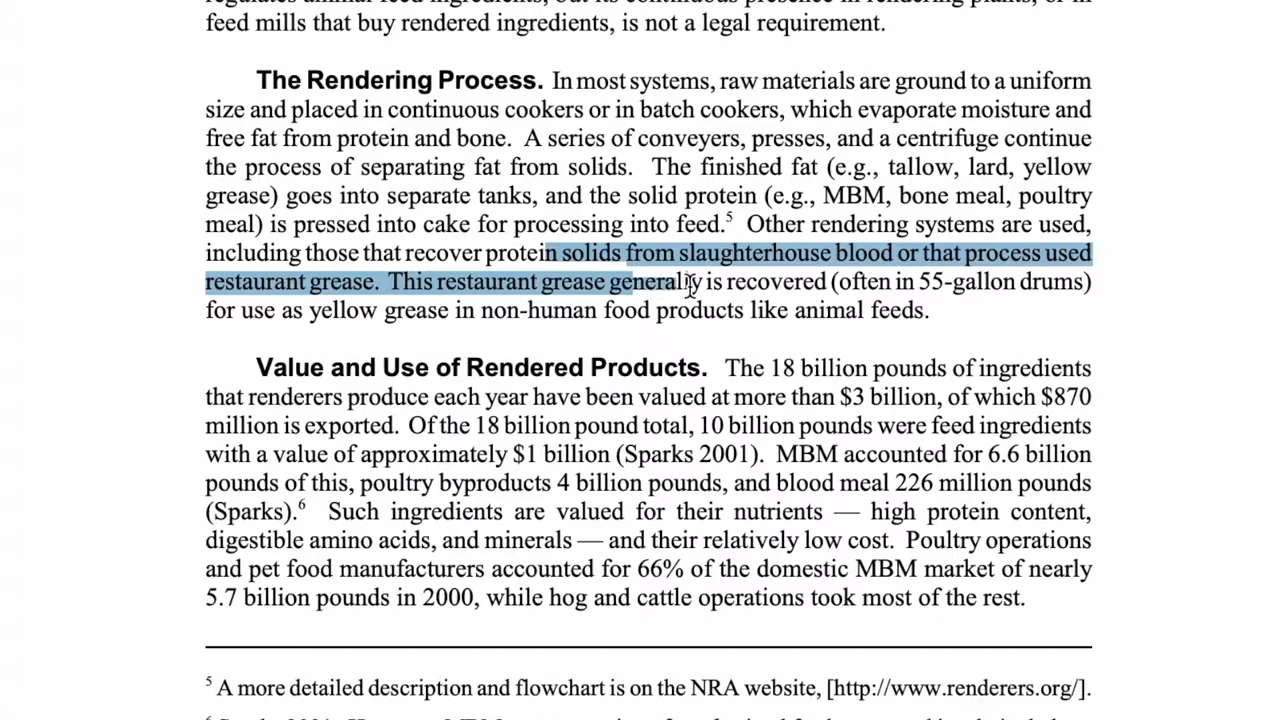 feed mills that buy rendered ingredients, is not a legal requirement.
The Rendering Process. In most systems, raw materials are ground to a uniform
size and placed in continuous cookers or in batch cookers, which evaporate moisture and
free fat from protein and bone. A series of conveyers, presses, and a centrifuge continue
the process of separating fat from solids. The finished fat (e.g., tallow, lard, yellow
grease) goes into separate tanks, and the solid protein (e.g., MBM, bone meal, poultry
meal) is pressed into cake for processing into feed.5 Other rendering systems are used,
including those that recover protein solids from slaughterhouse blood or that process used
restaurant grease. This restaurant grease generally is recovered (often in 55-gallon drums)
for use as yellow grease in non-human food products like animal feeds.
Value and Use of Rendered Products. The 18 billion pounds of ingredients
that renderers produce each year have been valued at more than $3 billion, of which $870
million is exported. Of the 18 billion pound total, 10 billion pounds were feed ingredients
with a value of approximately $1 billion (Sparks 2001). MBM accounted for 6.6 billion
pounds of this, poultry byproducts 4 billion pounds, and blood meal 226 million pounds
(Sparks).6 Such ingredients are valued for their nutrients — high protein content,
digestible amino acids, and minerals — and their relatively low cost. Poultry operations
and pet food manufacturers accounted for 66% of the domestic MBM market of nearly
5.7 billion pounds in 2000, while hog and cattle operations took most of the rest.
5 A more detailed description and flowchart is on the NRA website, [http://www.renderers.org/].